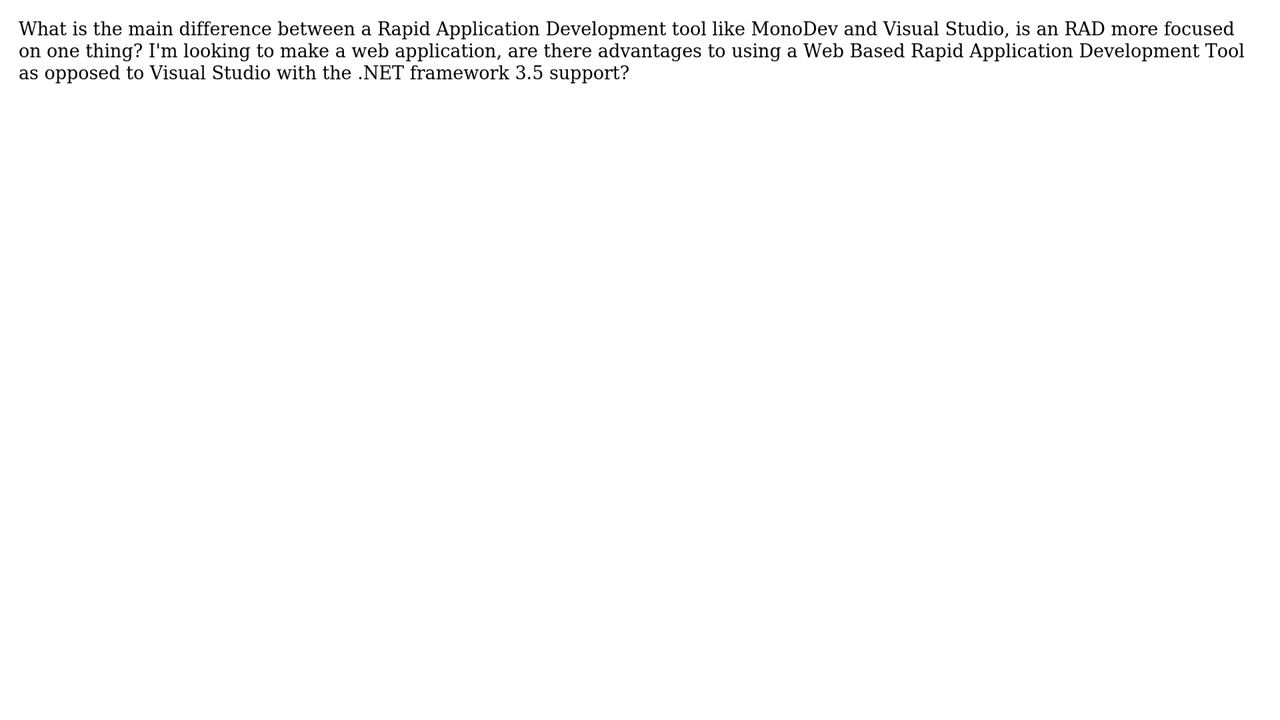 What is the main difference between a Rapid Application Development tool like MonoDev and Visual Studio, is an RAD more focused
on one thing? I'm looking to make a web application, are there advantages to using a Web Based Rapid Application Development Tool
as opposed to Visual Studio with the .NET framework 3.5 support?